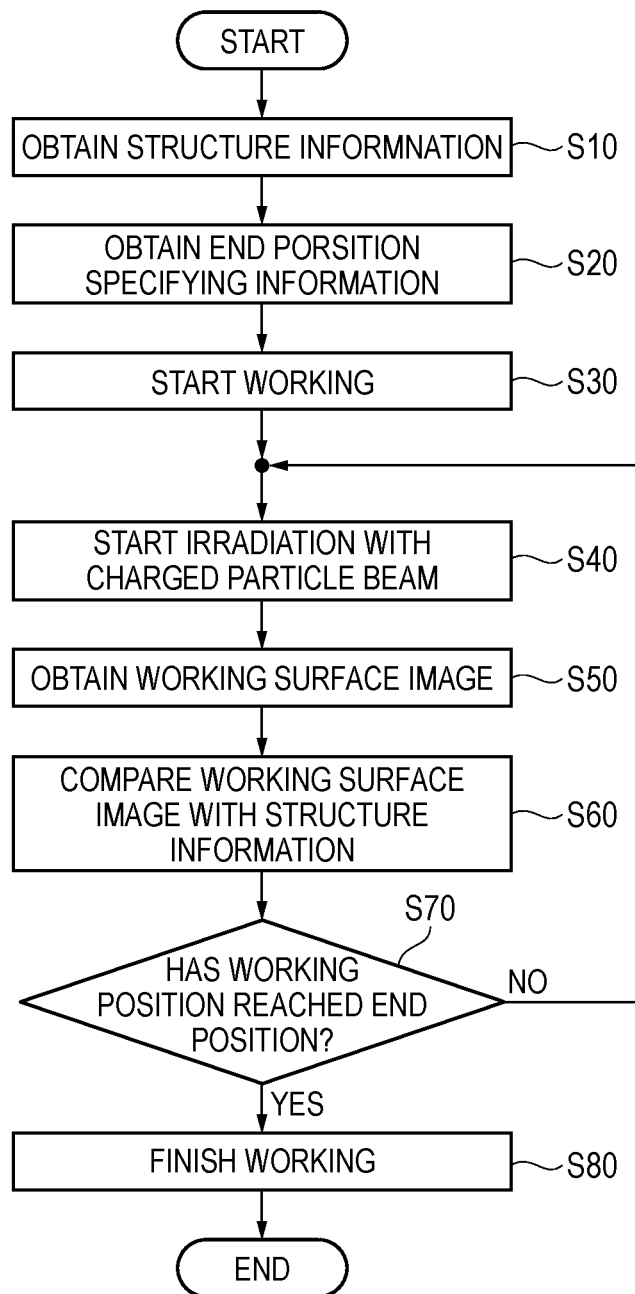 START
OBTAIN STRUCTURE INFORMNATION
S10
OBTAIN END PORSITION
SPECIFYING INFORMATION
S20
START WORKING
S30
START IRRADIATION WITH
CHARGED PARTICLE BEAM
S40
OBTAIN WORKING SURFACE IMAGE
S50
COMPARE WORKING SURFACE
IMAGE WITH STRUCTURE
INFORMATION
S60
S70
HAS WORKING
POSITION REACHED END
POSITION?
NO
YES
FINISH WORKING
S80
END